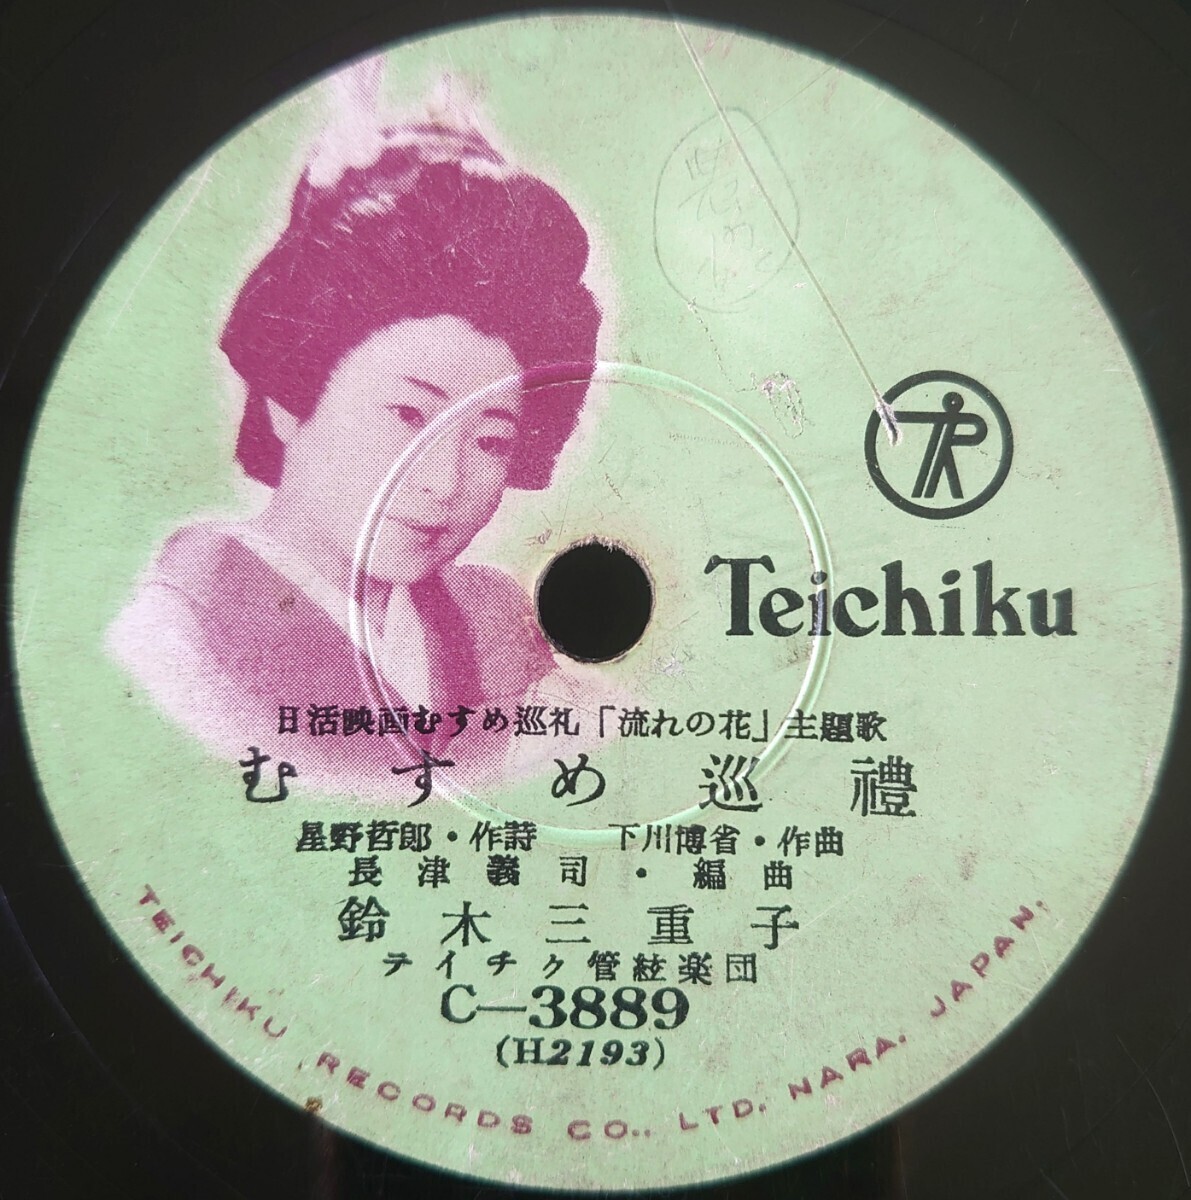 Teichiku
日活映画むすめ巡礼「流れの花」主題歌
むすめ巡禮
星野哲郎・作詩 下川博省・作曲
長津義司・編曲
鈴木三重子
テイチク管絃楽団
C-3889
(H2193)
TEICHIKU RECORDS CO., LTD. NARA. JAPAN.